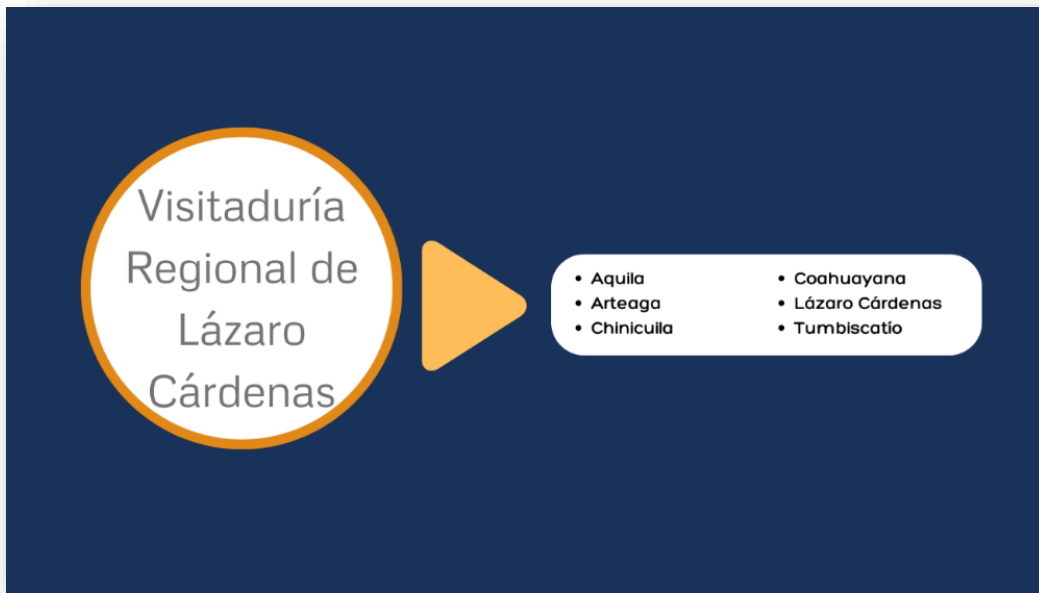 Visitaduría
Regional de
Lázaro
Cárdenas
• Aquila
• Arteaga
• Chinicuila
• Coahuayana
• Lázaro Cárdenas
• Tumbiscatío